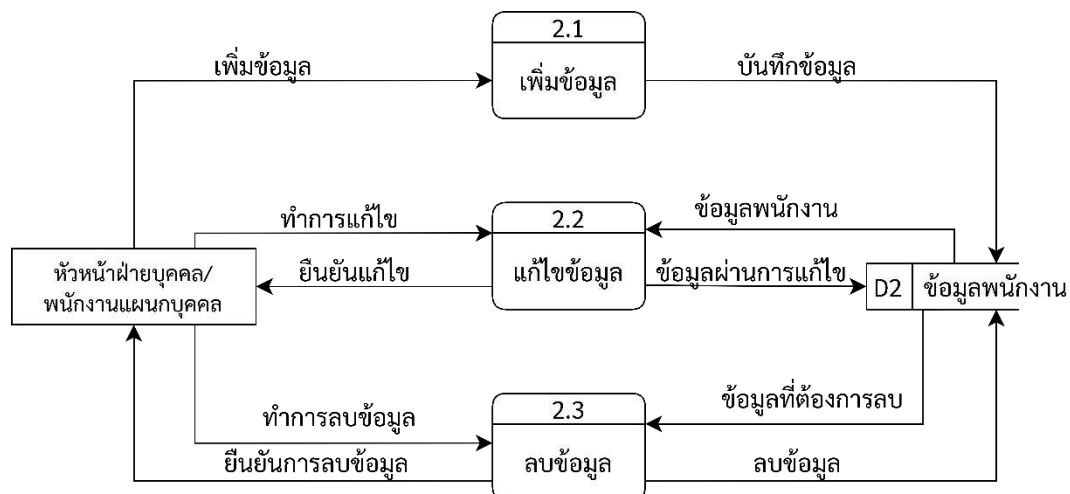 2.1
เพิ่มข้อมูล
เพิ่มข้อมูล
บันทึกข้อมูล
2.2
ทำการแก้ไข
ข้อมูลพนักงาน
หัวหน้าฝ่ายบุคคล/
พนักงานแผนกบุคคล
ยืนยันแก้ไข
แก้ไขข้อมูล
ข้อมูลผ่านการแก้ไข
D2
ข้อมูลพนักงาน
2.3
ทำการลบข้อมูล
ข้อมูลที่ต้องการลบ
ยืนยันการลบข้อมูล
ลบข้อมูล
ลบข้อมูล